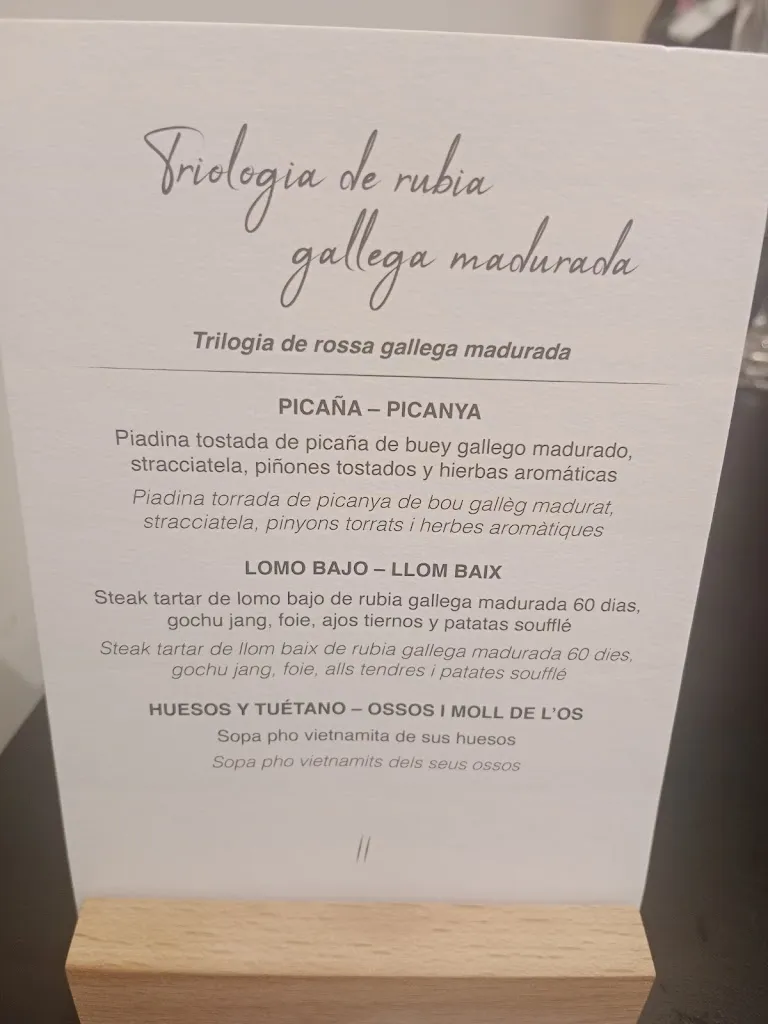 Triologia de rubia
gallega madurada
Trilogia de rossa gallega madurada
PICAÑA – PICANYA
Piadina tostada de picaña de buey gallego madurado,
stracciatela, piñones tostados y hierbas aromáticas
Piadina torrada de picanya de bou gallèg madurat,
stracciatela, pinyons torrats i herbes aromàtiques
LOMO BAJO – LLOM BAIX
Steak tartar de lomo bajo de rubia gallega madurada 60 dias,
gochu jang, foie, ajos tiernos y patatas soufflé
Steak tartar de llom baix de rubia gallega madurada 60 dies,
gochu jang, foie, alls tendres i patates soufflé
HUESOS Y TUÉTANO – OSSOS I MOLL DE L'OS
Sopa pho vietnamita de sus huesos
Sopa pho vietnamits dels seus ossos